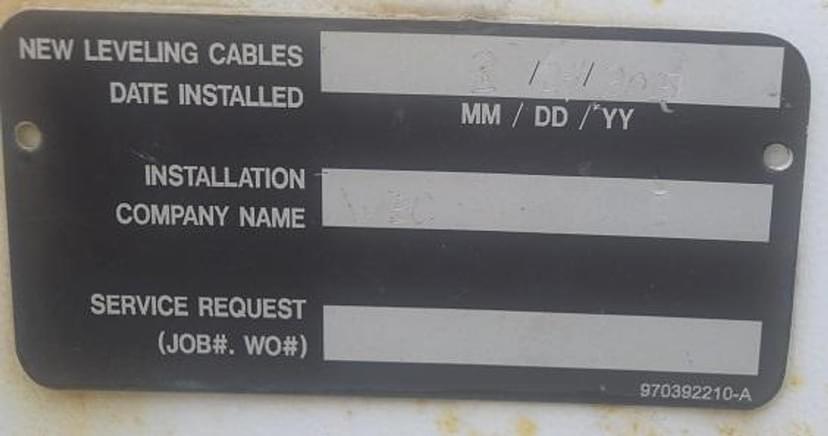 NEW LEVELING CABLES
DATE INSTALLED
/ /
MM / DD / YY
INSTALLATION
COMPANY NAME
SERVICE REQUEST
(JOB#. WO#)
970392210-A